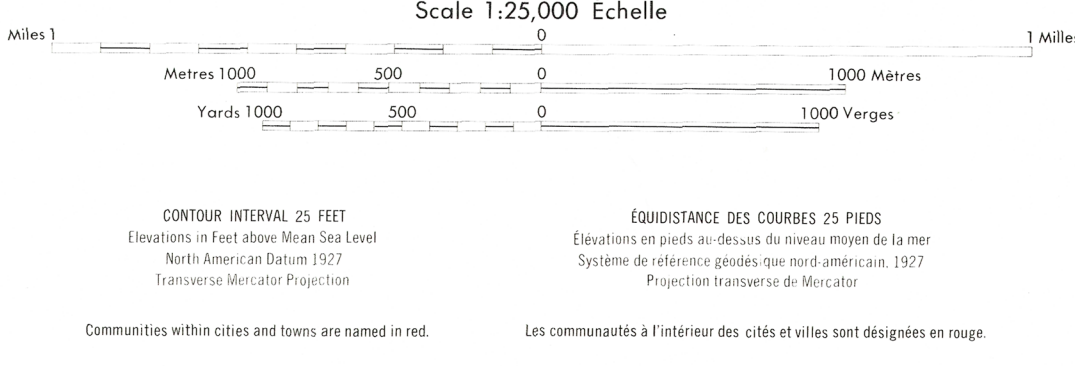 Scale 1:25,000 Echelle
Miles 1 0 1 Milles
Metres 1000 500 0 1000 Mètres
Yards 1000 500 0 1000 Verges
CONTOUR INTERVAL 25 FEET
Elevations in Feet above Mean Sea Level
North American Datum 1927
Transverse Mercator Projection
Communities within cities and towns are named in red.
ÉQUIDISTANCE DES COURBES 25 PIEDS
Élévations en pieds au-dessus du niveau moyen de la mer
Système de référence géodésique nord-américain, 1927
Projection transverse de Mercator
Les communautés à l'intérieur des cités et villes sont désignées en rouge.